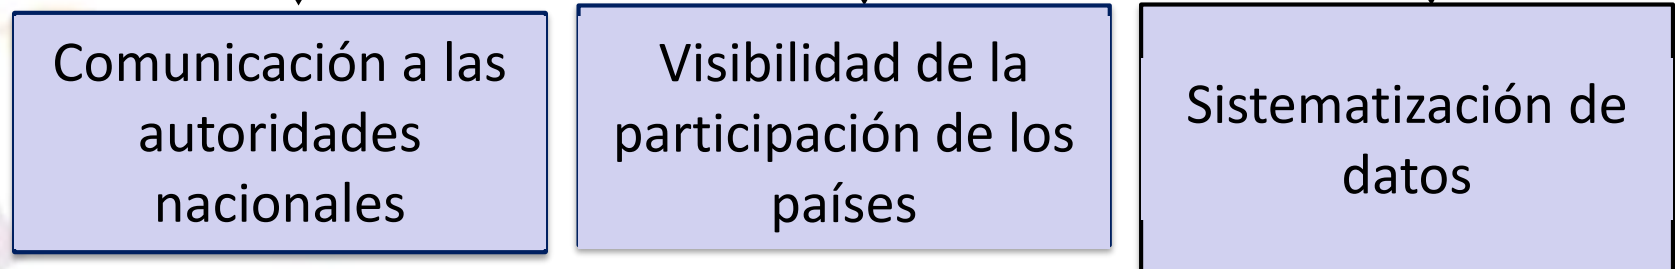 Comunicación a las
autoridades
nacionales
Visibilidad de la
participación de los
países
Sistematización de
datos